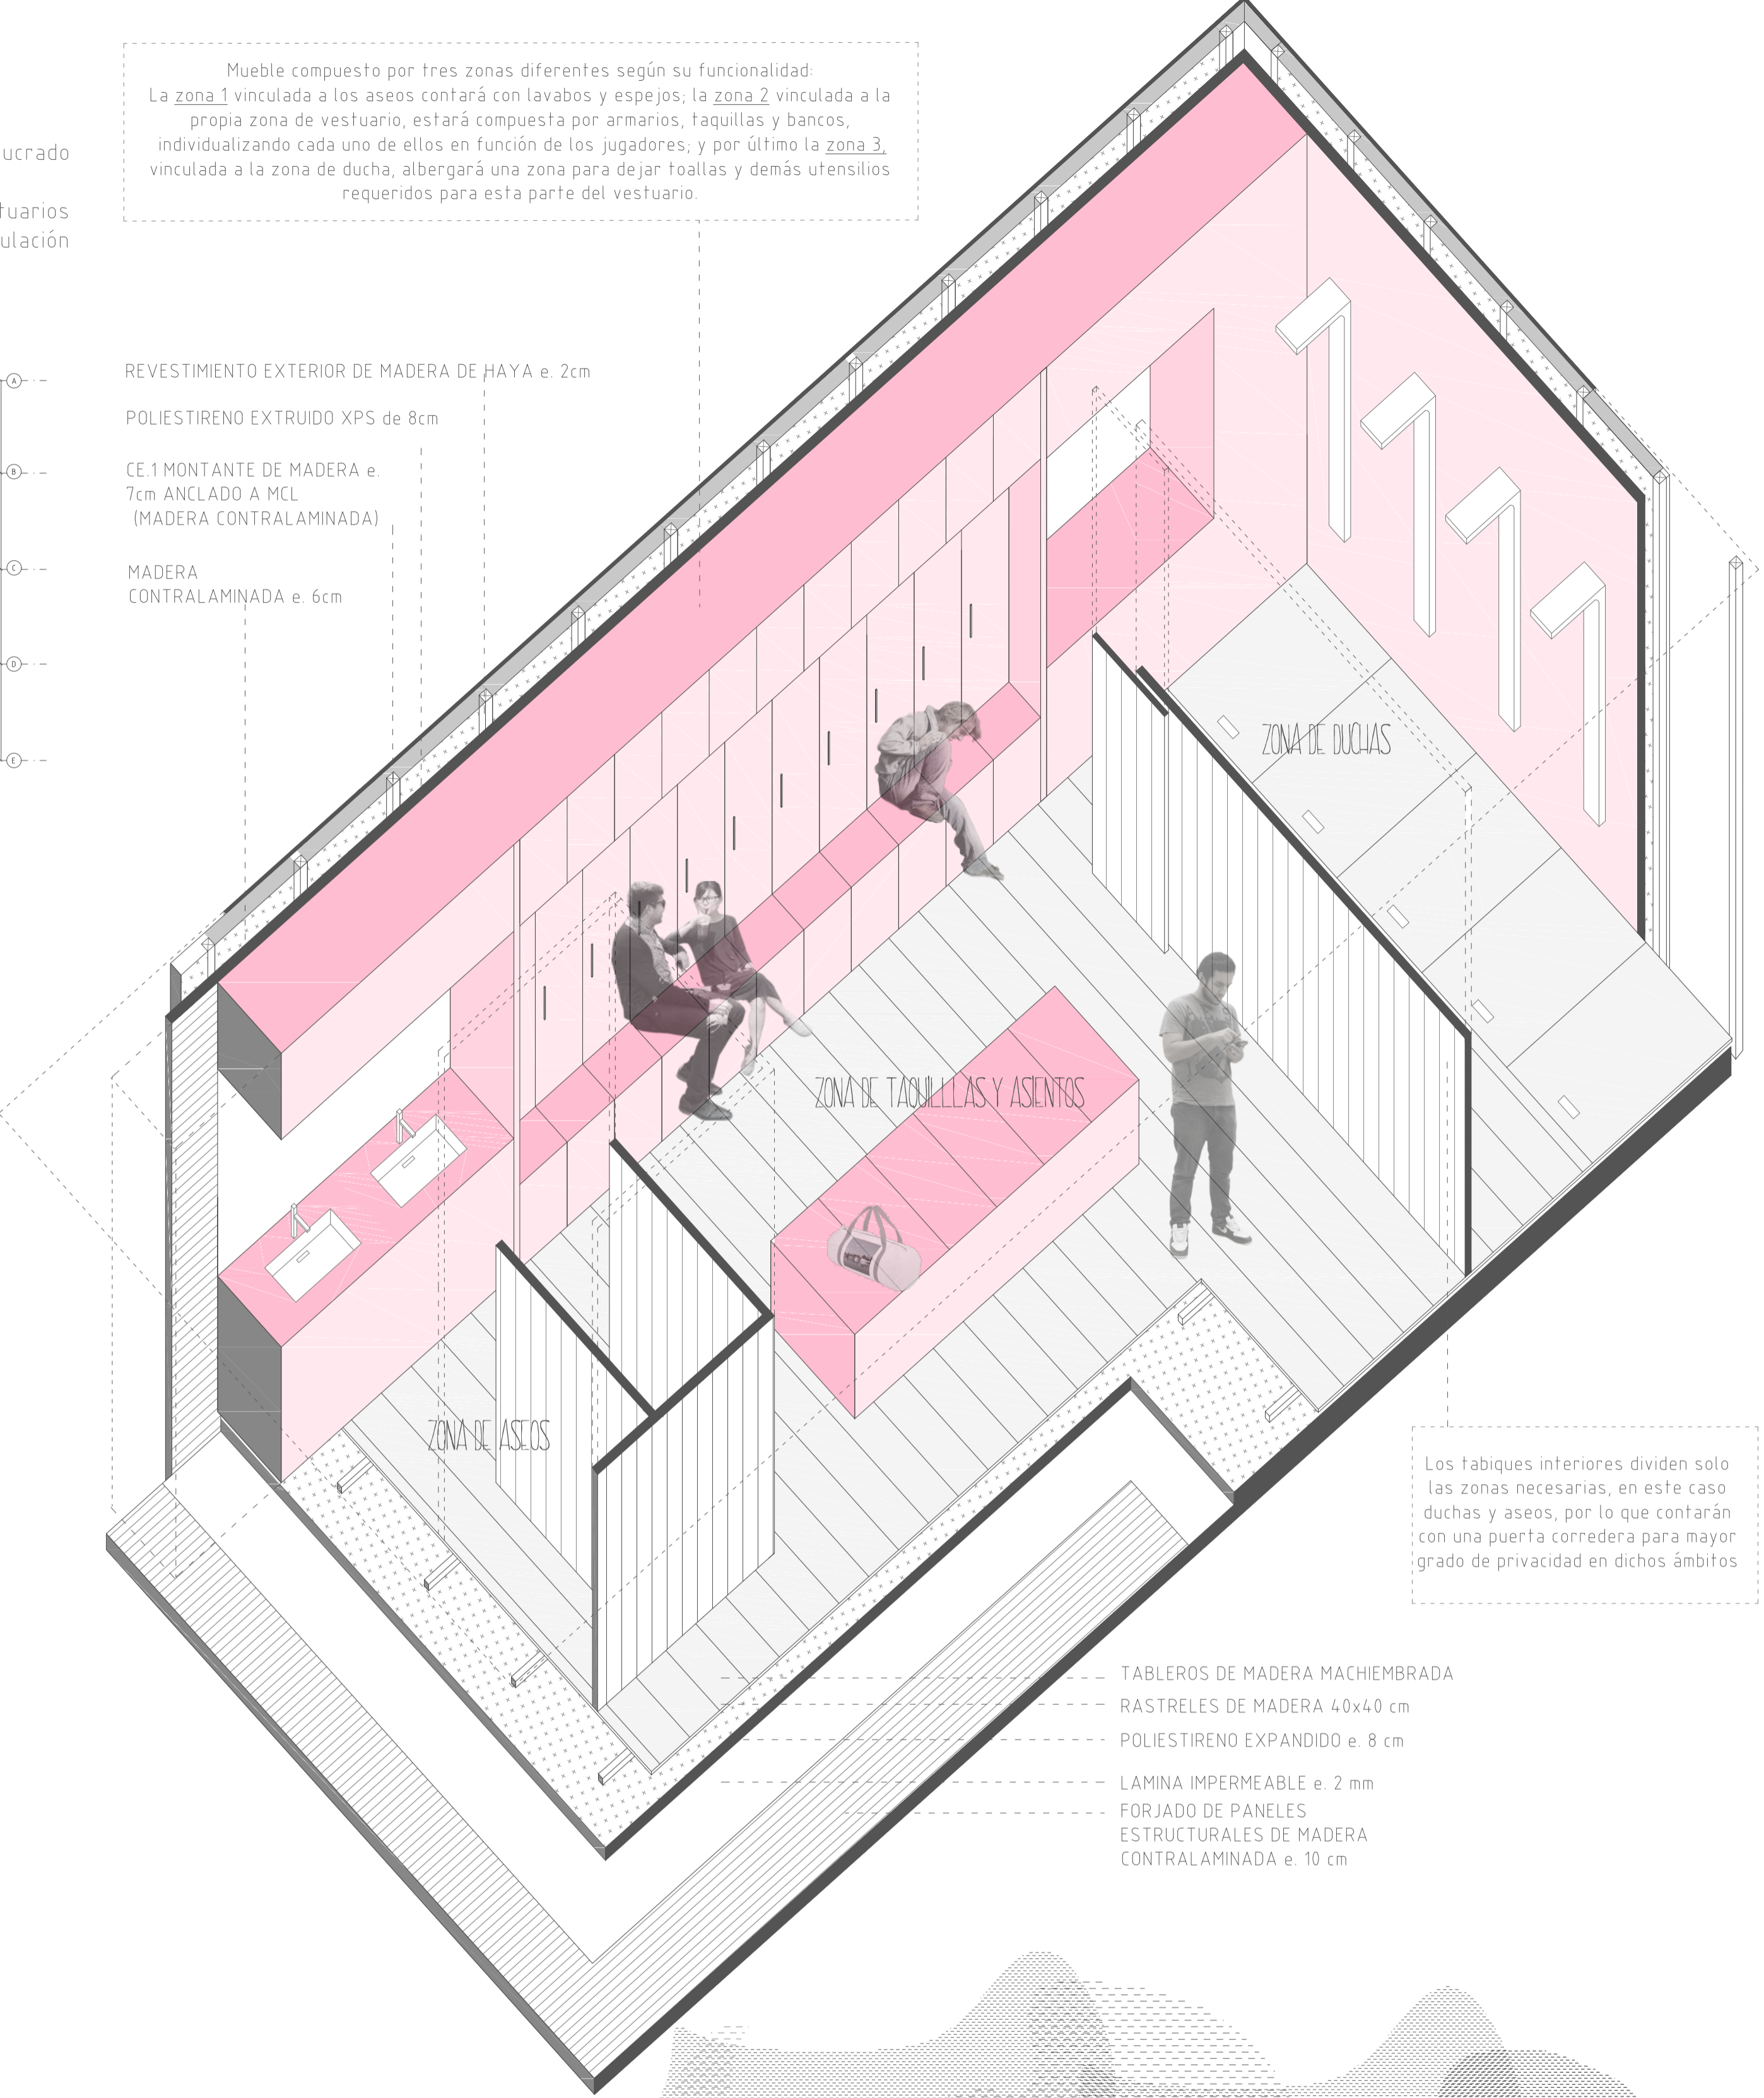 Mueble compuesto por tres zonas diferentes según su funcionalidad:
La zona 1 vinculada a los aseos contará con lavabos y espejos; la zona 2 vinculada a la
propia zona de vestuario, estará compuesta por armarios, taquillas y bancos,
individualizando cada uno de ellos en función de los jugadores; y por último la zona 3,
vinculada a la zona de ducha, albergará una zona para dejar toallas y demás utensilios
requeridos para esta parte del vestuario.
ucrado
tuarios
ulación
REVESTIMIENTO EXTERIOR DE MADERA DE HAYA e. 2cm
POLIESTIRENO EXTRUIDO XPS de 8cm
CE.1 MONTANTE DE MADERA e.
7cm ANCLADO A MCL
(MADERA CONTRALAMINADA)
MADERA
CONTRALAMINADA e. 6cm
A
B
C
D
E
ZONA DE DUCHAS
ZONA DE TAQUILLLAS Y ASIENTOS
ZONA DE ASEOS
Los tabiques interiores dividen solo
las zonas necesarias, en este caso
duchas y aseos, por lo que contarán
con una puerta corredera para mayor
grado de privacidad en dichos ámbitos
TABLEROS DE MADERA MACHIEMBRADA
RASTRELES DE MADERA 40x40 cm
POLIESTIRENO EXPANDIDO e. 8 cm
LAMINA IMPERMEABLE e. 2 mm
FORJADO DE PANELES
ESTRUCTURALES DE MADERA
CONTRALAMINADA e. 10 cm